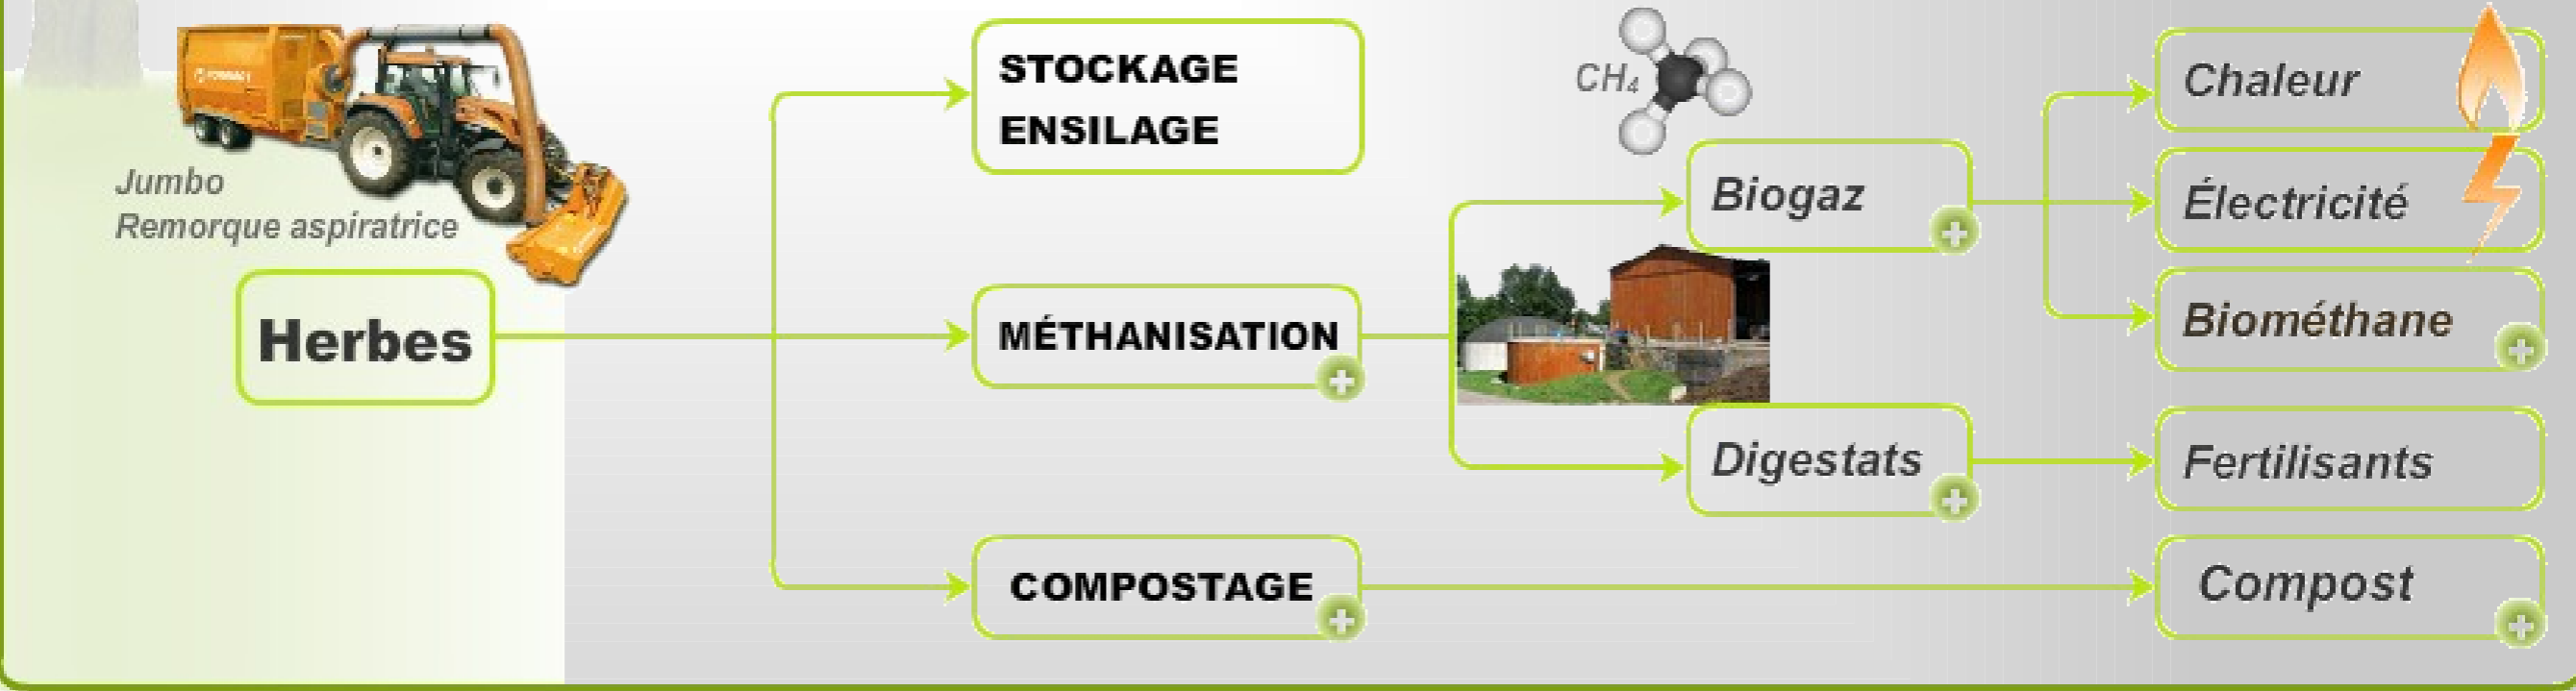 Jumbo
Remorque aspiratrice
Herbes
STOCKAGE
ENSILAGE
MÉTHANISATION
COMPOSTAGE
CH₄
Biogaz
Digestats
Chaleur
Électricité
Biométhane
Fertilisants
Compost